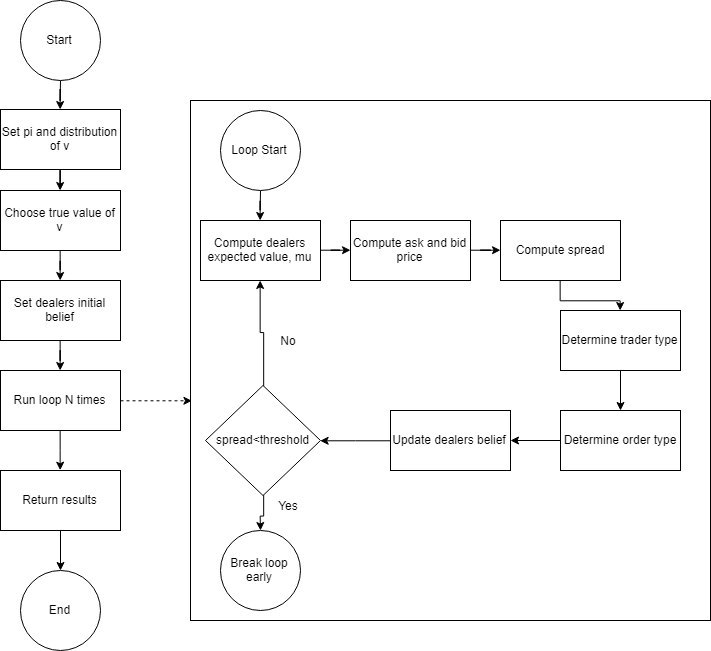 Start
Set pi and distribution
of v
Choose true value of
v
Set dealers initial
belief
Run loop N times
Return results
End
Loop Start
Compute dealers
expected value, mu
Compute ask and bid
price
Compute spread
Determine trader type
Determine order type
Update dealers belief
spread<threshold
No
Yes
Break loop
early